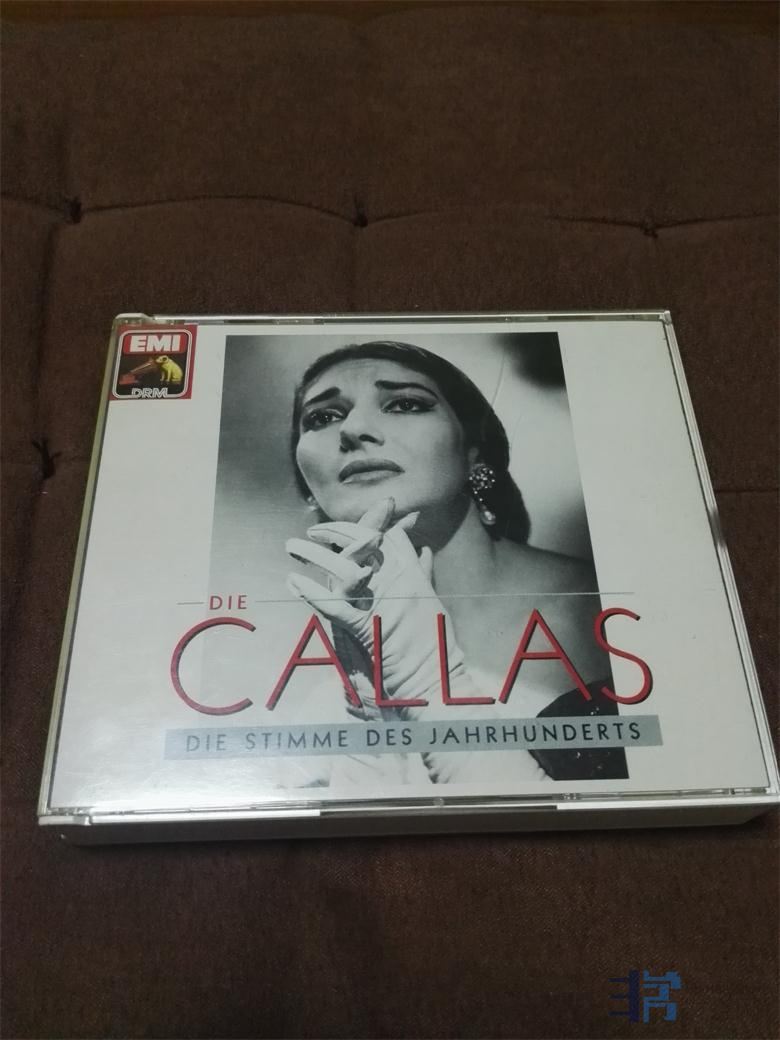 EMI
DRM
DIE
CALLAS
DIE STIMME DES JAHRHUNDERTS